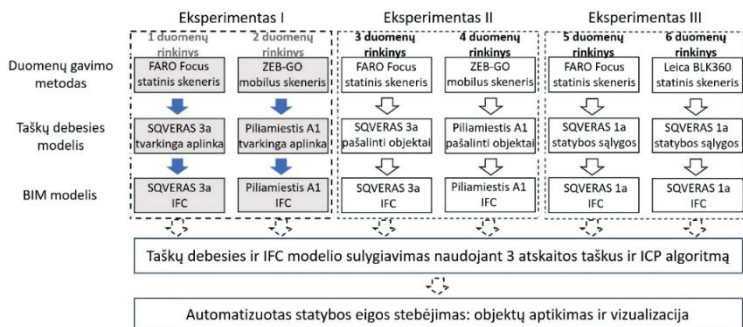 Eksperimentas I Eksperimentas II Eksperimentas III
1 duomenų rinkinys 2 duomenų rinkinys 3 duomenų rinkinys 4 duomenų rinkinys 5 duomenų rinkinys 6 duomenų rinkinys
Duomenų gavimo metodas
FARO Focus statinis skeneris ZEB-GO mobilus skeneris FARO Focus statinis skeneris ZEB-GO mobilus skeneris FARO Focus statinis skeneris Leica BLK360 statinis skeneris
Taškų debesies modelis
SQVERAS 3a tvarkinga aplinka Piliamiestis A1 tvarkinga aplinka SQVERAS 3a pašalinti objektai Piliamiestis A1 pašalinti objektai SQVERAS 1a statybos sąlygos SQVERAS 1a statybos sąlygos
BIM modelis
SQVERAS 3a IFC Piliamiestis A1 IFC SQVERAS 3a IFC Piliamiestis A1 IFC SQVERAS 1a IFC SQVERAS 1a IFC
Taškų debesies ir IFC modelio sulygiavimas naudojant 3 atskaitos taškus ir ICP algoritmą
Automatizuotas statybos eigos stebėjimas: objektų aptikimas ir vizualizacija